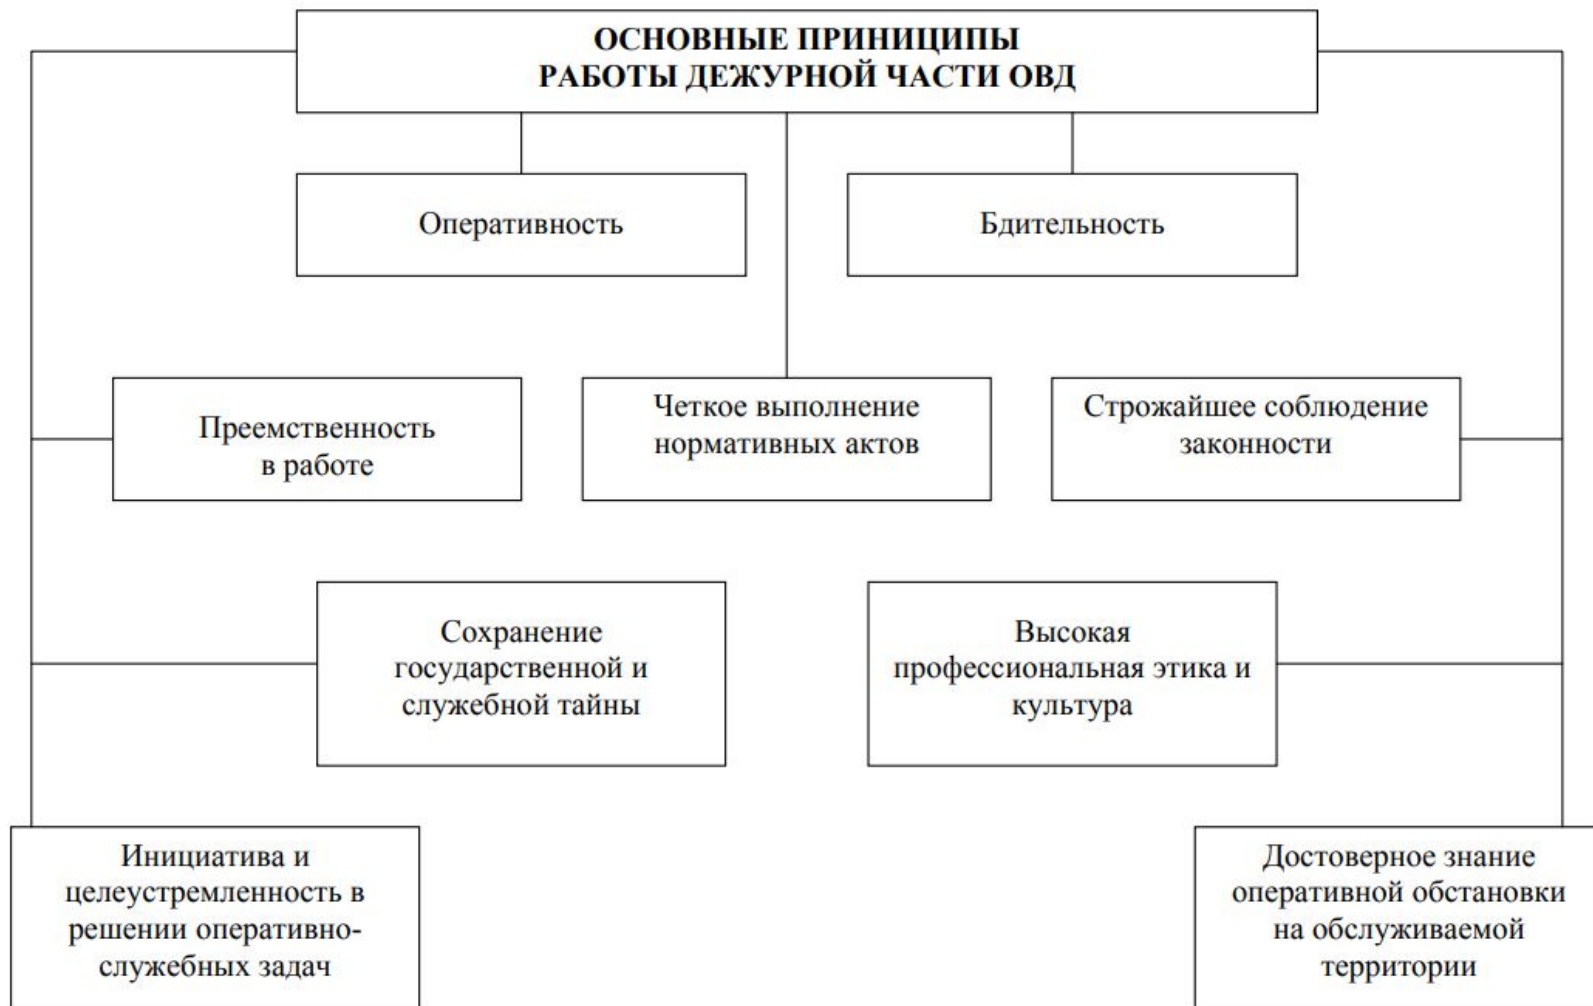 ОСНОВНЫЕ ПРИНИЦИПЫ
РАБОТЫ ДЕЖУРНОЙ ЧАСТИ ОВД
Оперативность
Бдительность
Преемственность
в работе
Четкое выполнение
нормативных актов
Строжайшее соблюдение
законности
Сохранение
государственной и
служебной тайны
Высокая
профессиональная этика и
культура
Инициатива и
целеустремленность в
решении оперативно-
служебных задач
Достоверное знание
оперативной обстановки
на обслуживаемой
территории